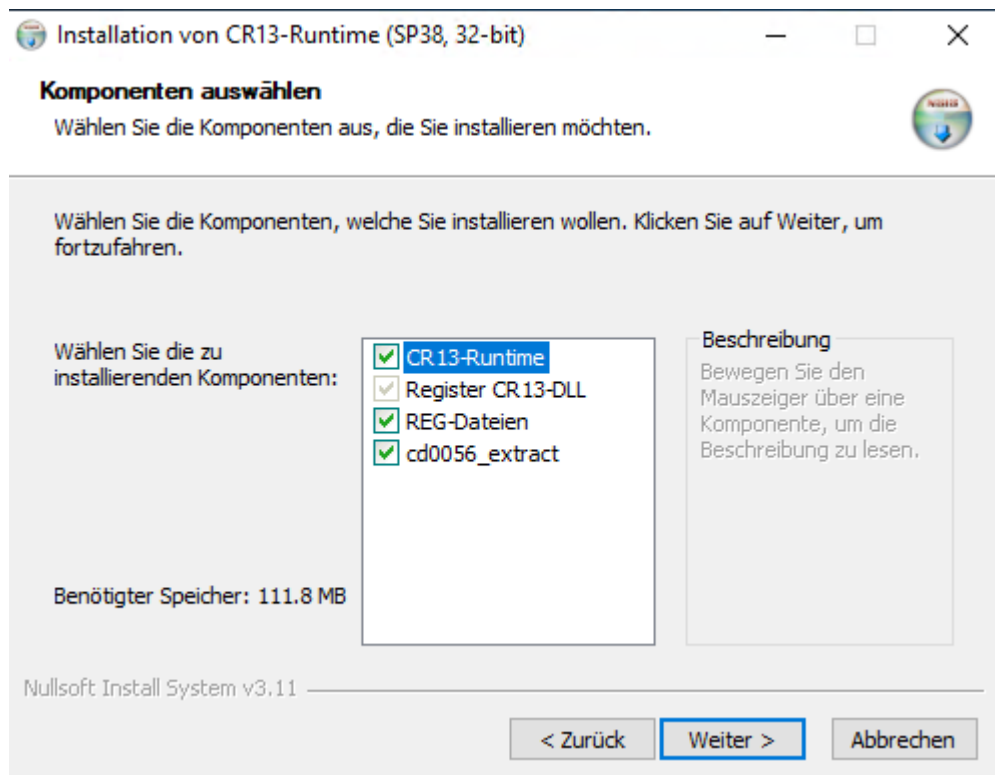 Installation von CR13-Runtime (SP38, 32-bit)
Komponenten auswählen
Wählen Sie die Komponenten aus, die Sie installieren möchten.
Wählen Sie die Komponenten, welche Sie installieren wollen. Klicken Sie auf Weiter, um
fortzufahren.
Wählen Sie die zu
installierenden Komponenten:
CR13-Runtime
Register CR13-DLL
REG-Dateien
cd0056_extract
Beschreibung
Bewegen Sie den
Mauszeiger über eine
Komponente, um die
Beschreibung zu lesen.
Benötigter Speicher: 111.8 MB
Nullsoft Install System v3.11
< Zurück
Weiter >
Abbrechen